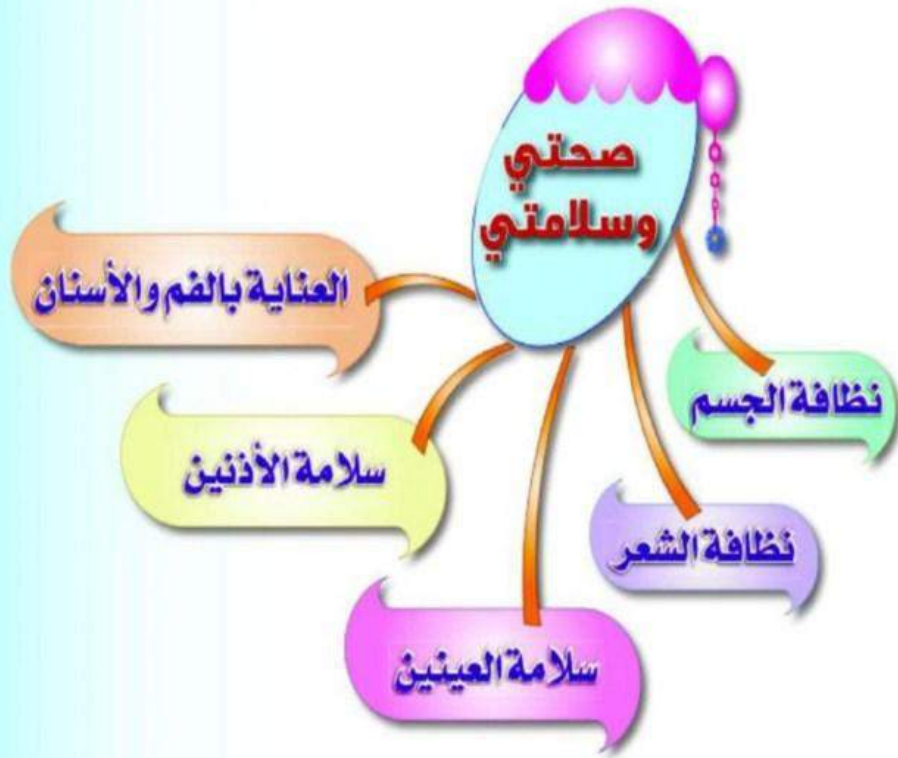 صحتي
وسلامتي
نظافة الجسم
نظافة الشعر
سلامة العينين
سلامة الأذنين
العناية بالفم والأسنان